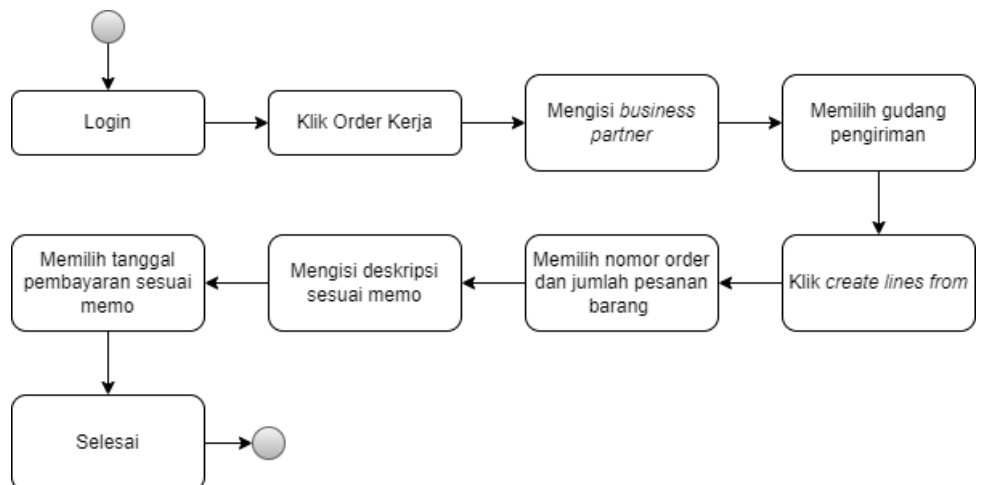 Login
Klik Order Kerja
Mengisi business
partner
Memilih gudang
pengiriman
Klik create lines from
Memilih nomor order
dan jumlah pesanan
barang
Mengisi deskripsi
sesuai memo
Memilih tanggal
pembayaran sesuai
memo
Selesai